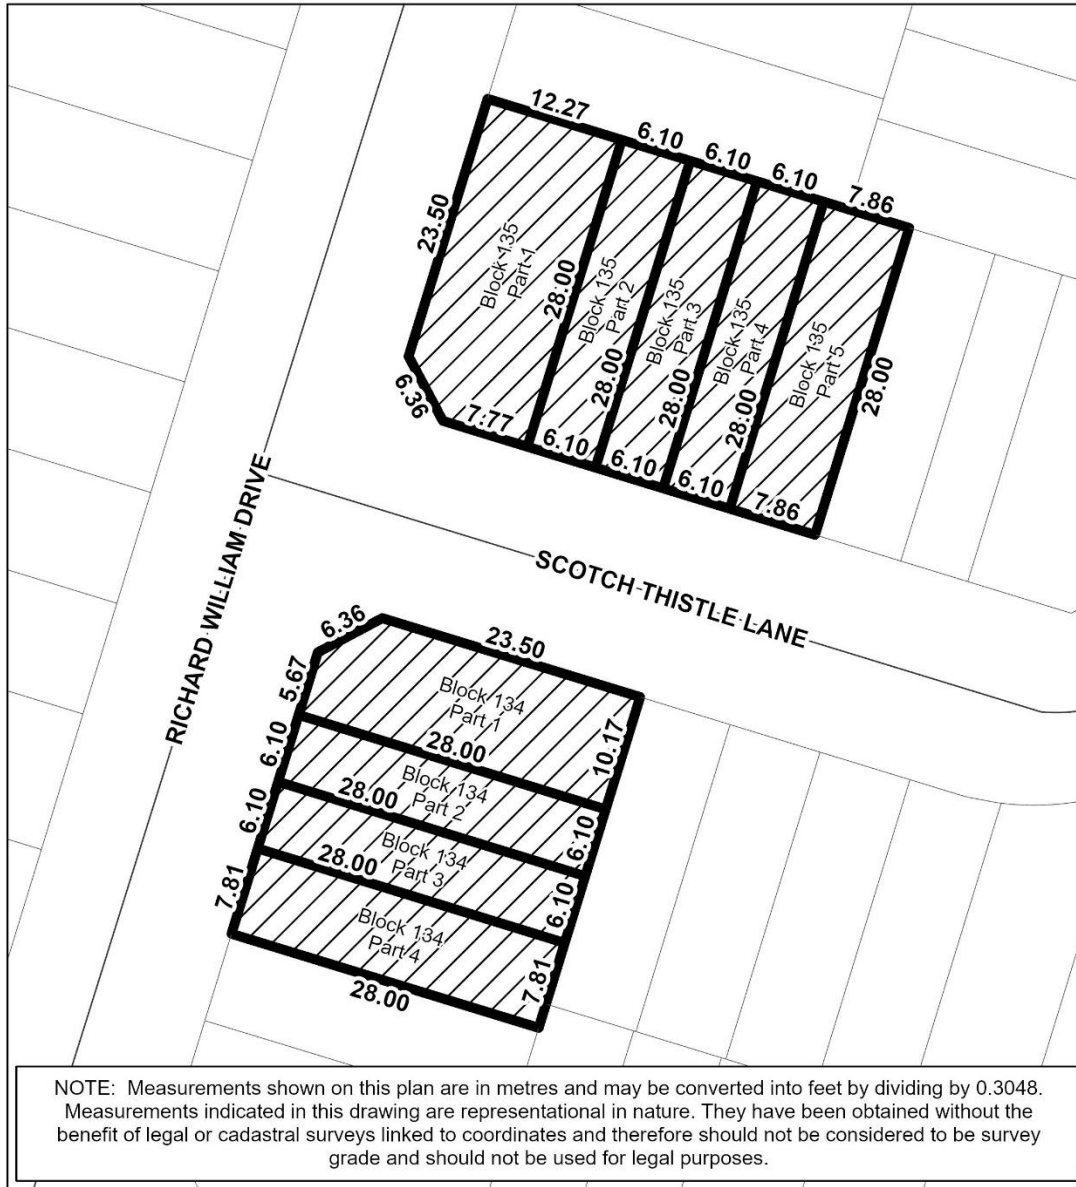 12.27
6.10
6.10
6.10
7.86
23.50
Block 135
Part 1
28.00
Block 135
Part 2
28.00
Block 135
Part 3
28.00
Block 135
Part 4
28.00
Block 135
Part 5
28.00
6.36
7.77
6.10
6.10
6.10
7.86
RICHARD WILLIAM DRIVE
SCOTCH THISTLE LANE
6.36
23.50
5.67
Block 134
Part 1
10.17
28.00
6.10
Block 134
Part 2
28.00
6.10
6.10
Block 134
Part 3
28.00
6.10
7.81
Block 134
Part 4
7.81
28.00
NOTE: Measurements shown on this plan are in metres and may be converted into feet by dividing by 0.3048.
Measurements indicated in this drawing are representational in nature. They have been obtained without the
benefit of legal or cadastral surveys linked to coordinates and therefore should not be considered to be survey
grade and should not be used for legal purposes.